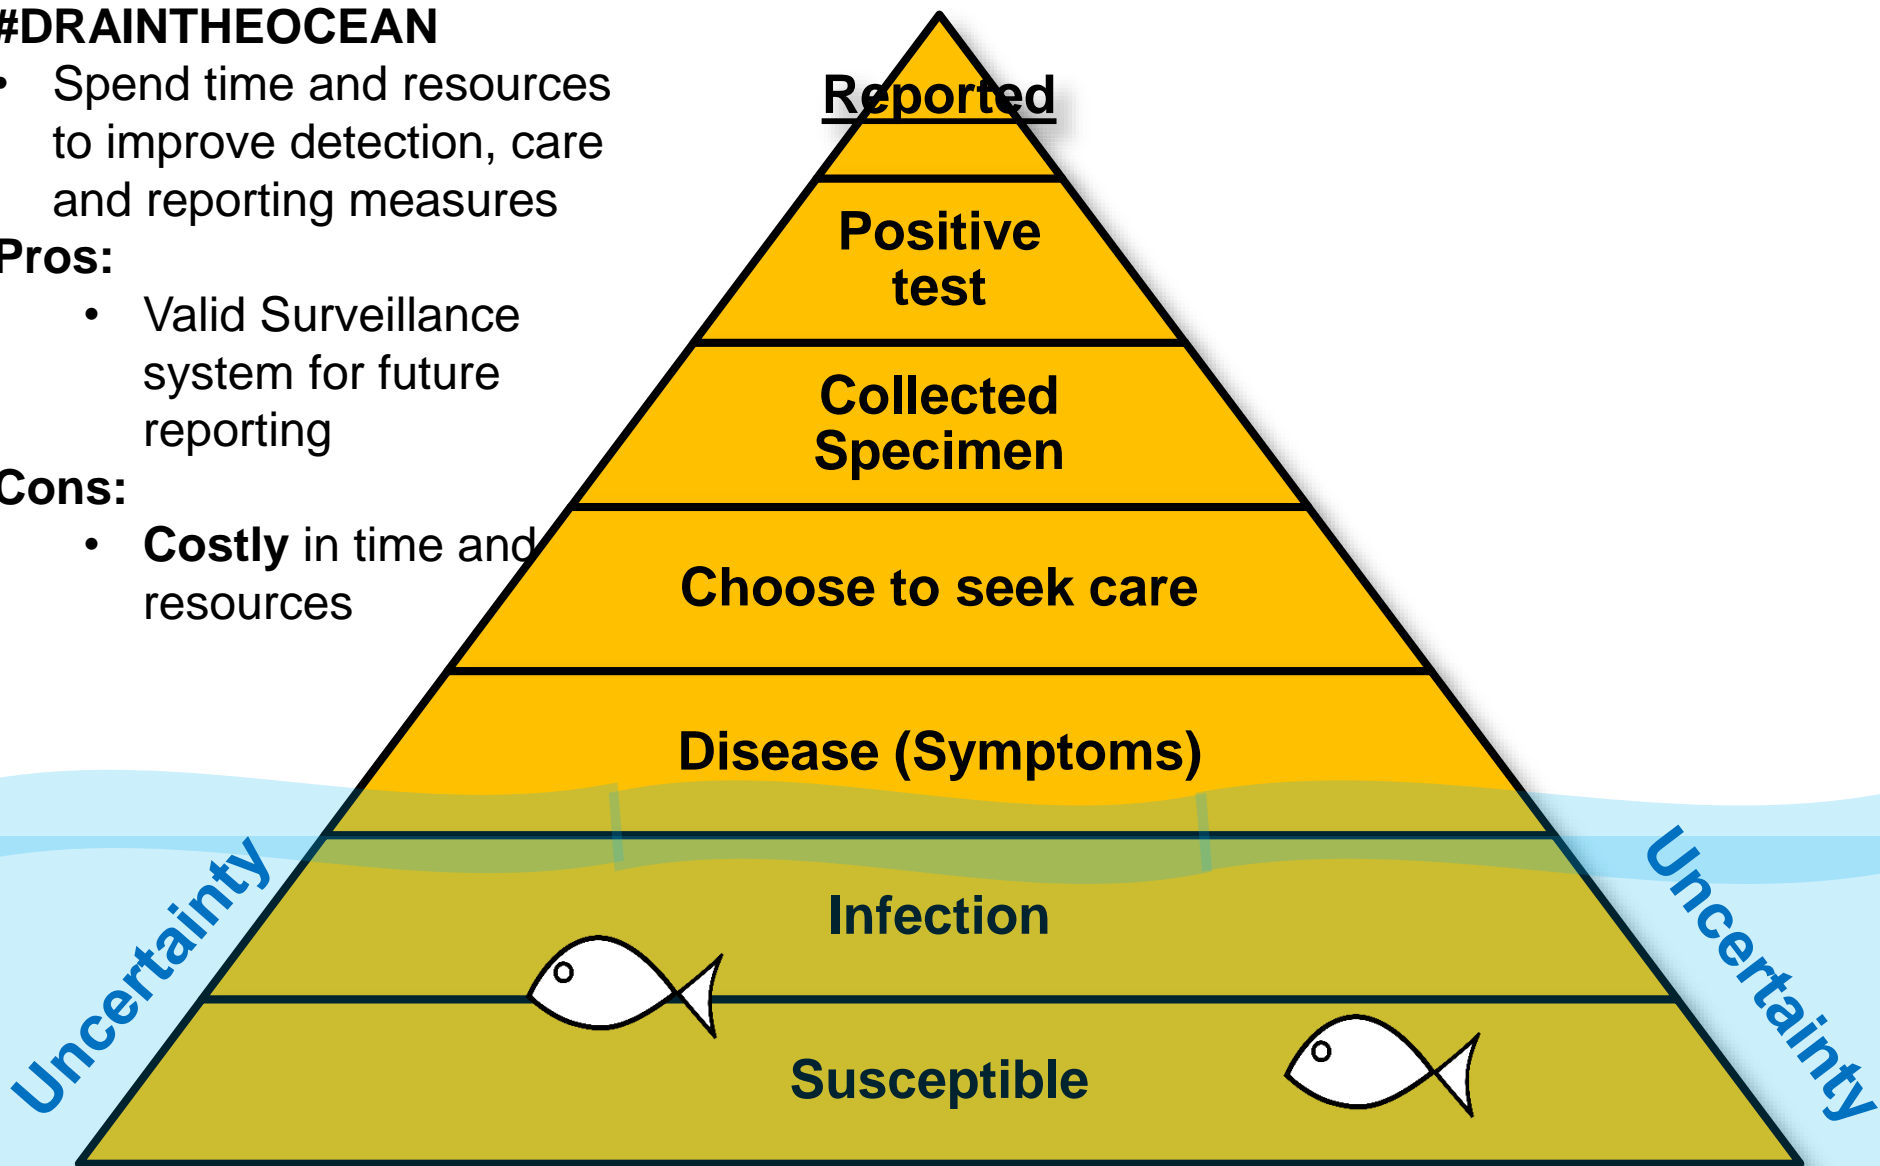 #DRAINTHEOCEAN
• Spend time and resources
to improve detection, care
and reporting measures
Pros:
• Valid Surveillance
system for future
reporting
Cons:
• Costly in time and
resources
Reported
Positive
test
Collected
Specimen
Choose to seek care
Disease (Symptoms)
Infection
Susceptible
Uncertainty
Uncertainty